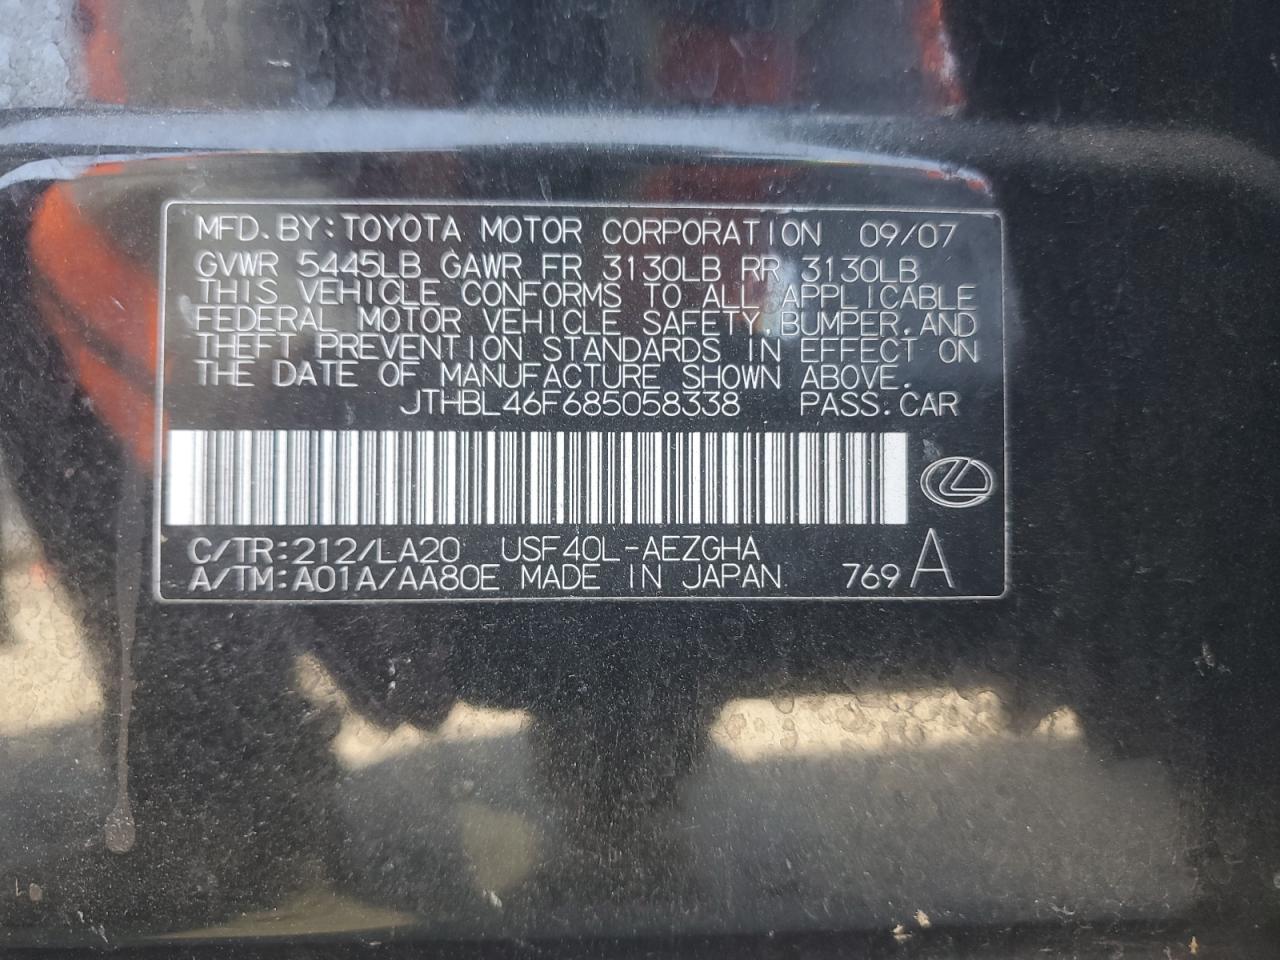 MFD. BY: TOYOTA MOTOR CORPORATION 09/07
GVWR 5445LB GAWR FR 3130LB RR 3130LB
THIS VEHICLE CONFORMS TO ALL APPLICABLE
FEDERAL MOTOR VEHICLE SAFETY, BUMPER, AND
THEFT PREVENTION STANDARDS IN EFFECT ON
THE DATE OF MANUFACTURE SHOWN ABOVE.
JTHBL46F685058338 PASS. CAR
C/TR: 212/LA20 USF40L-AEZGHA
A/TM: A01A/AA80E MADE IN JAPAN 769 A